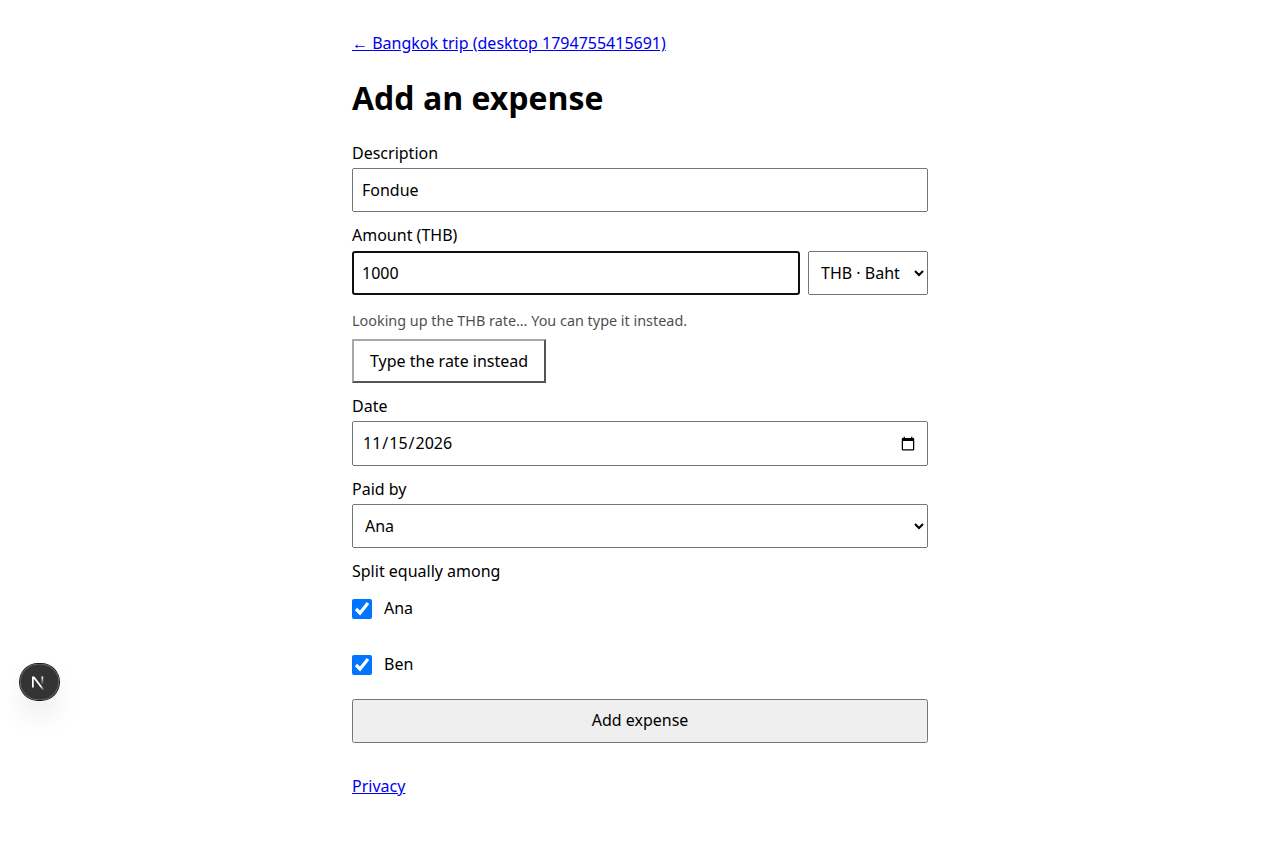 ← Bangkok trip (desktop 1794755415691)
Add an expense
Description
Fondue
Amount (THB)
1000 THB · Baht
Looking up the THB rate… You can type it instead.
Type the rate instead
Date
11/15/2026
Paid by
Ana
Split equally among
Ana
Ben
N
Add expense
Privacy